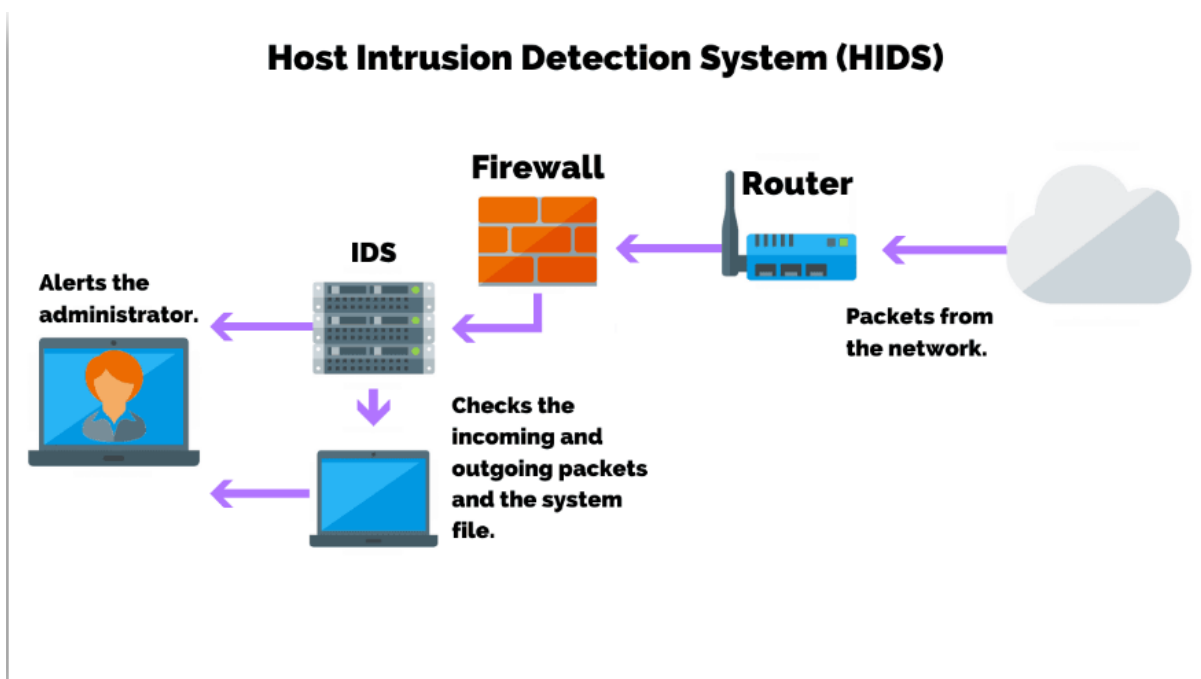 Host Intrusion Detection System (HIDS)
Firewall
Router
IDS
Alerts the
administrator.
Packets from
the network.
Checks the
incoming and
outgoing packets
and the system
file.